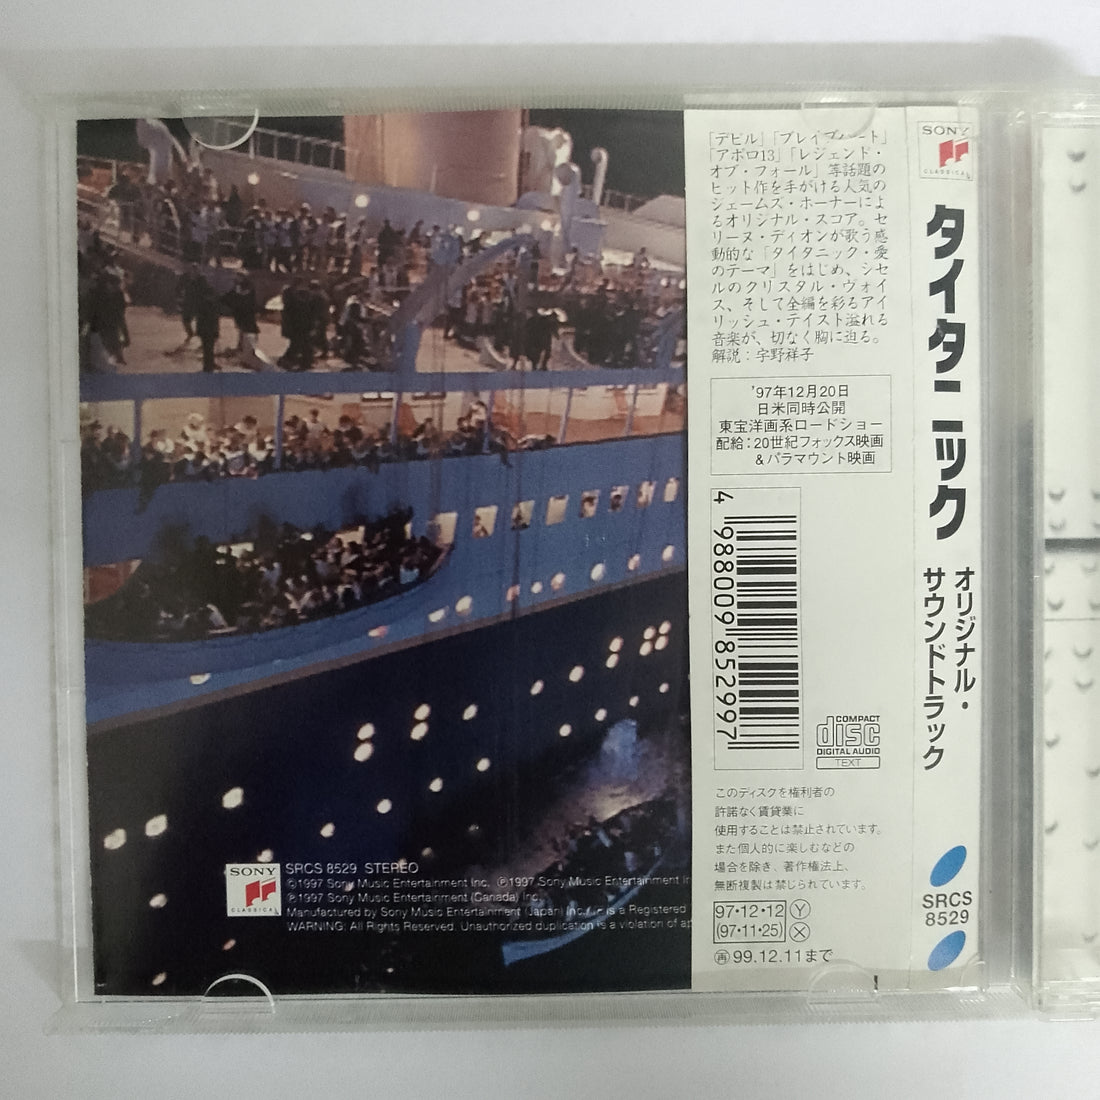 「デビル」「ブレイブハート」
「アポロ13」「レジェンド・
オブ・フォール」等話題の
ヒット作を手がける人気の
ジェームズ・ホーナーによ
るオリジナル・スコア。セ
リーヌ・ディオンが歌う感
動的な「タイタニック・愛
のテーマ」をはじめ、シセ
ルのクリスタル・ヴォイ
ス、そして全編を彩るアイ
リッシュ・テイスト溢れる
音楽が、切なく胸に迫る。
解説：宇野祥子
'97年12月20日
日米同時公開
東宝洋画系ロードショー
配給：20世紀フォックス映画
&パラマウント映画
4 988009 852997
COMPACT
disc
DIGITAL AUDIO
TEXT
このディスクを権利者の
許諾なく賃貸業に
使用することは禁止されています。
また個人的に楽しむなどの
場合を除き、著作権法上、
無断複製は禁じられています。
97・12・12 Ⓨ
(97・11・25) Ⓧ
㊞99.12.11まで
SONY
CLASSICAL
タイタニック
オリジナル・
サウンドトラック
SRCS
8529
SONY
CLASSICAL
SRCS 8529 STEREO
©1997 Sony Music Entertainment Inc. ℗1997 Sony Music Entertainment In
℗1997 Sony Music Entertainment (Canada) Inc.
Manufactured by Sony Music Entertainment (Japan) Inc. is a Registered
WARNING: All Rights Reserved. Unauthorized duplication is a violation of ap